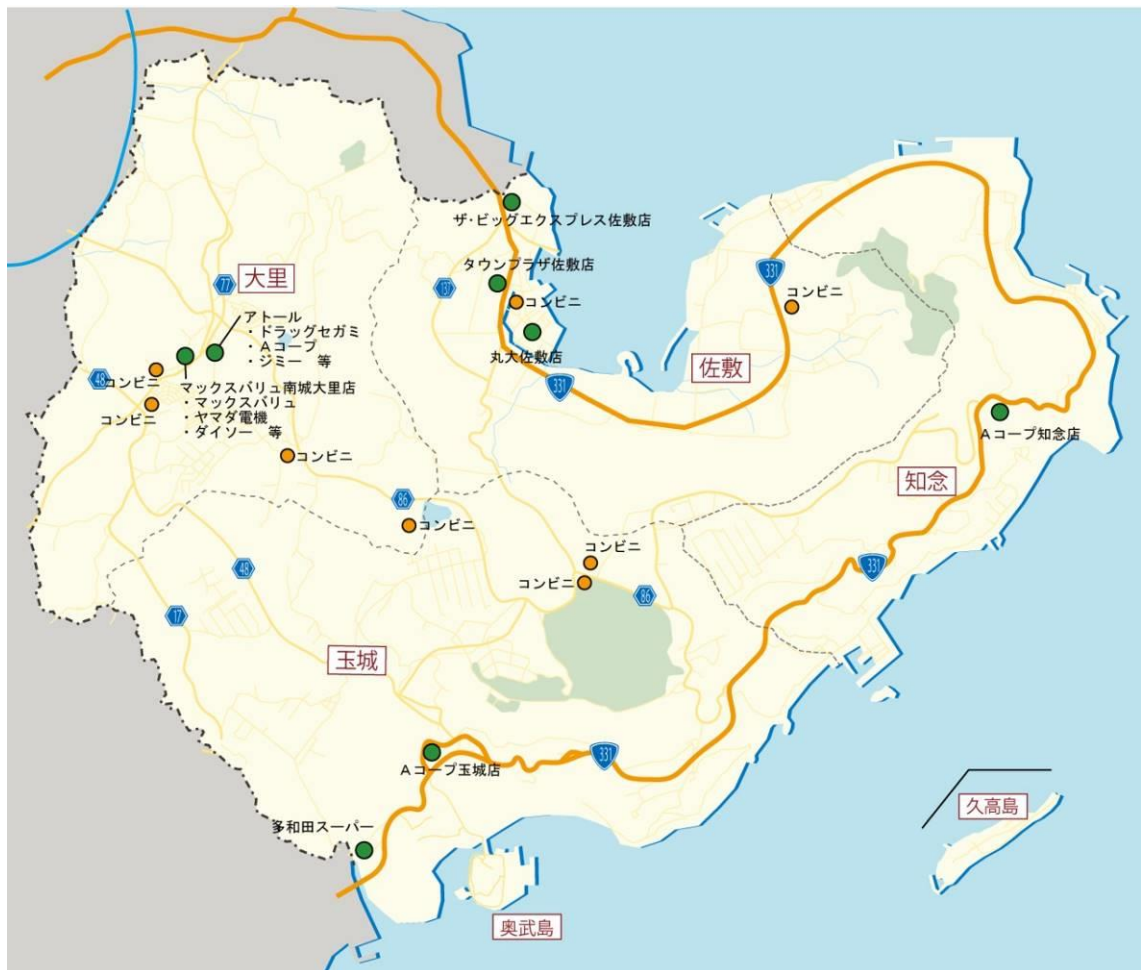 ザ・ビッグエクスプレス佐敷店
タウンプラザ佐敷店
331
大里
77
137
コンビニ
コンビニ
アトール
・ドラッグセガミ
・Aコープ
・ジミー 等
丸大佐敷店
佐敷
48
コンビニ
331
マックスバリュ南城大里店
・マックスバリュ
・ヤマダ電機
・ダイソー 等
コンビニ
Aコープ知念店
コンビニ
知念
86
コンビニ
コンビニ
48
331
コンビニ
86
17
玉城
331
Aコープ玉城店
久高島
多和田スーパー
奥武島